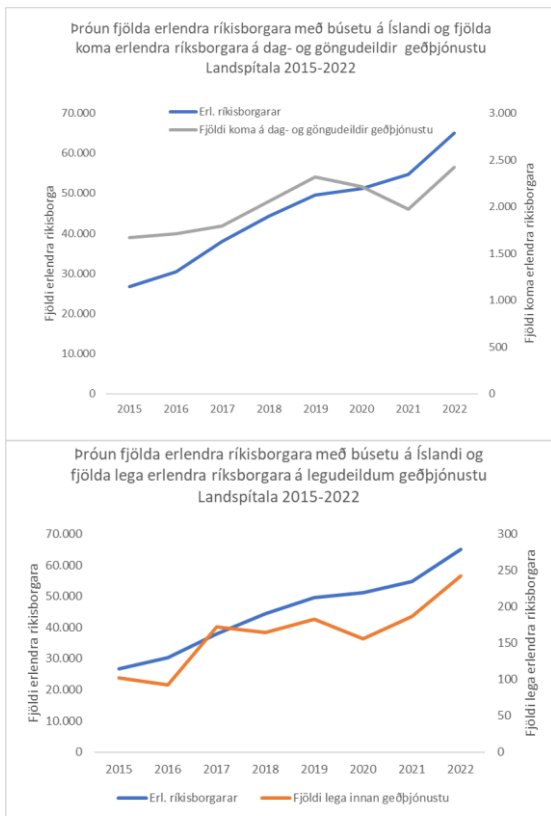 Þróun fjölda erlendra ríkisborgara með búsetu á Íslandi og fjölda
koma erlendra ríksborgara á dag- og göngudeildir geðþjónustu
Landspítala 2015-2022
70.000
60.000
50.000
40.000
30.000
20.000
10.000
0
Fjöldi erlendra rikisborga
Erl. ríkisborgarar
Fjöldi koma á dag- og göngudeildir geðþjónustu
3.000
2.500
2.000
1.500
1.000
500
0
Fjöldi koma erlendra rikisborgara
2015 2016 2017 2018 2019 2020 2021 2022
Þróun fjölda erlendra ríkisborgara með búsetu á Íslandi og
fjölda lega erlendra ríksborgara á legudeildum geðþjónustu
Landspítala 2015-2022
70.000
60.000
50.000
40.000
30.000
20.000
10.000
0
Fjöldi erlendra rikisborgara
300
250
200
150
100
50
0
Fjöldi lega erlendra rikisborgara
2015 2016 2017 2018 2019 2020 2021 2022
Erl. ríkisborgarar
Fjöldi lega innan geðþjónustu